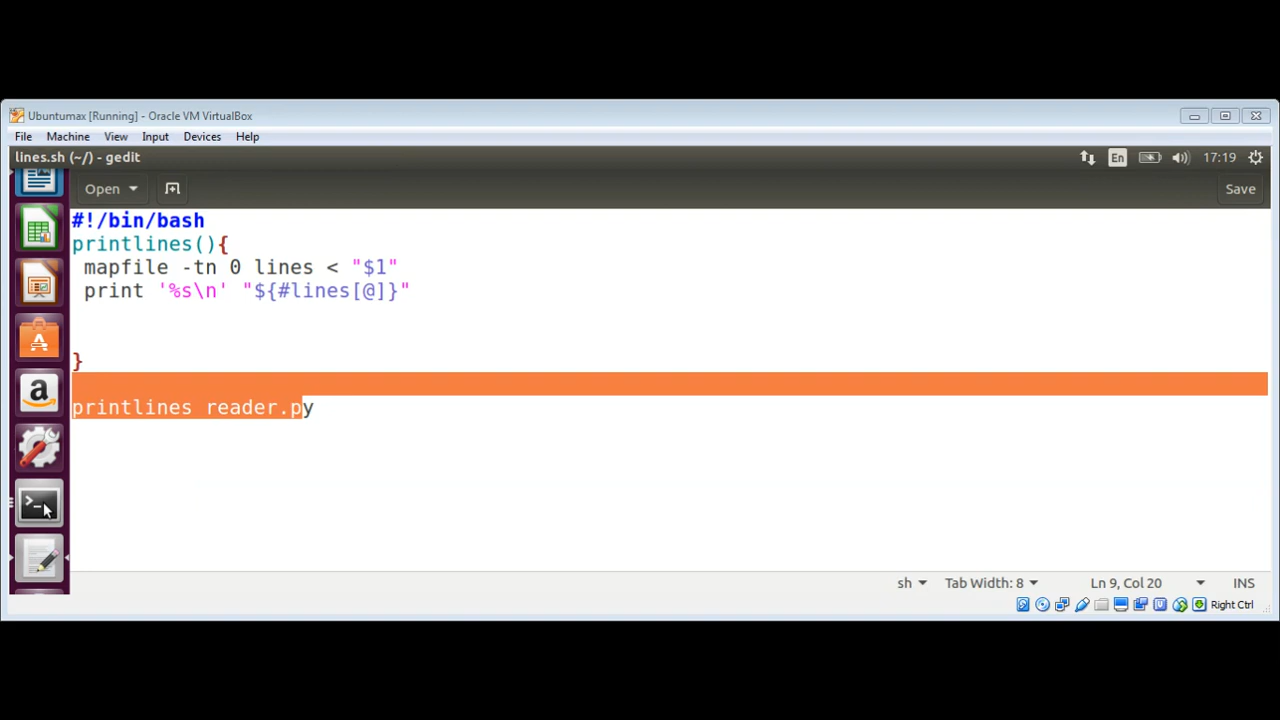 Ubuntumax [Running] - Oracle VM VirtualBox
File Machine View Input Devices Help
lines.sh (~/) - gedit En 17:19
Open Save
#!/bin/bash
printlines(){
 mapfile -tn 0 lines < "$1"
 print '%s\n' "${#lines[@]}"
}
printlines reader.py
sh Tab Width: 8 Ln 9, Col 20 INS
Right Ctrl